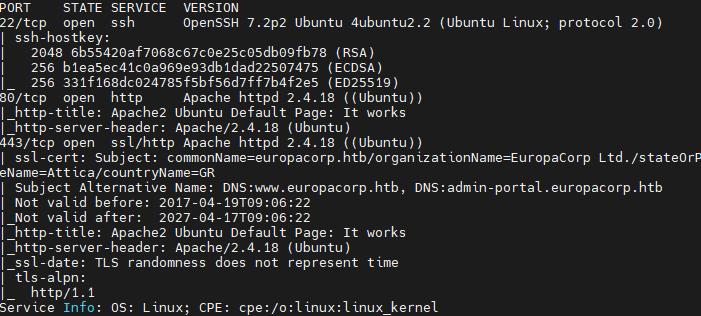 PORT    STATE SERVICE  VERSION
22/tcp  open  ssh      OpenSSH 7.2p2 Ubuntu 4ubuntu2.2 (Ubuntu Linux; protocol 2.0)
| ssh-hostkey:
|   2048 6b55420af7068c67c0e25c05db09fb78 (RSA)
|   256 b1ea5ec41c0a969e93db1dad22507475 (ECDSA)
|_  256 331f168dc024785f5bf56d7ff7b4f2e5 (ED25519)
80/tcp  open  http     Apache httpd 2.4.18 ((Ubuntu))
|_http-title: Apache2 Ubuntu Default Page: It works
|_http-server-header: Apache/2.4.18 (Ubuntu)
443/tcp open  ssl/http Apache httpd 2.4.18 ((Ubuntu))
| ssl-cert: Subject: commonName=europacorp.htb/organizationName=EuropaCorp Ltd./stateOrP
eName=Attica/countryName=GR
| Subject Alternative Name: DNS:www.europacorp.htb, DNS:admin-portal.europacorp.htb
| Not valid before: 2017-04-19T09:06:22
|_Not valid after:  2027-04-17T09:06:22
|_http-title: Apache2 Ubuntu Default Page: It works
|_http-server-header: Apache/2.4.18 (Ubuntu)
|_ssl-date: TLS randomness does not represent time
| tls-alpn:
|_  http/1.1
Service Info: OS: Linux; CPE: cpe:/o:linux:linux_kernel